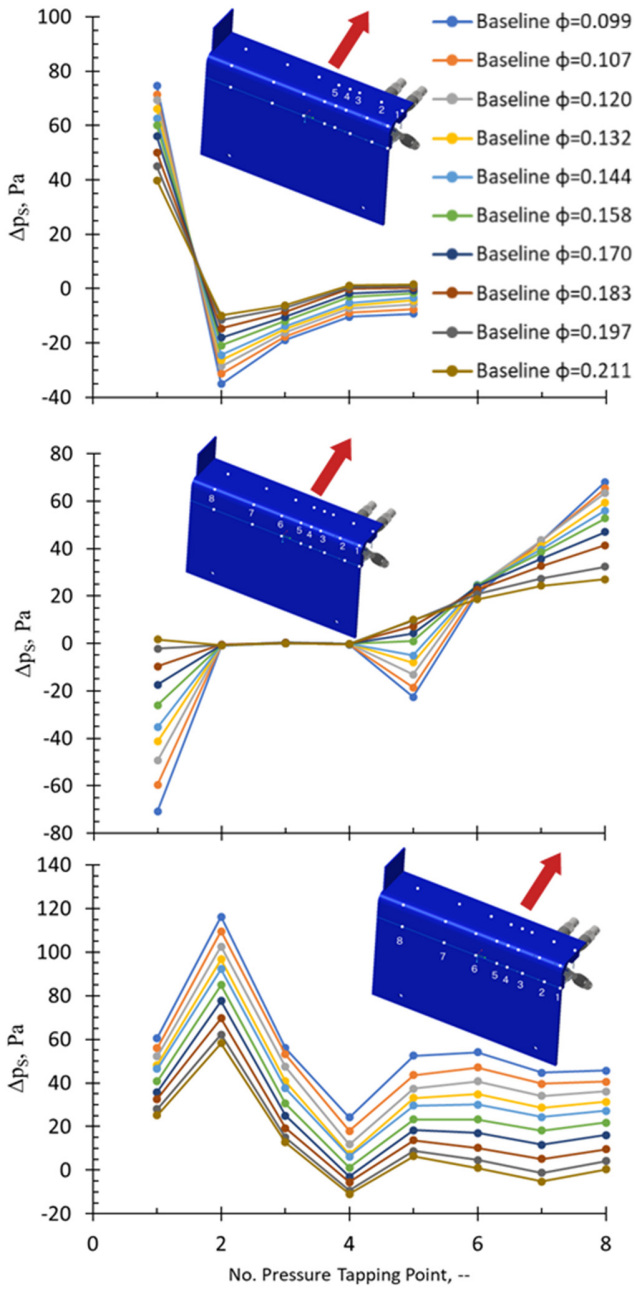 100
80
60
40
20
0
-20
-40
ΔpS, Pa
5 4 3 2 1
Baseline ϕ=0.099
Baseline ϕ=0.107
Baseline ϕ=0.120
Baseline ϕ=0.132
Baseline ϕ=0.144
Baseline ϕ=0.158
Baseline ϕ=0.170
Baseline ϕ=0.183
Baseline ϕ=0.197
Baseline ϕ=0.211
80
60
40
20
0
-20
-40
-60
-80
ΔpS, Pa
8 7 6 5 4 3 2 1
140
120
100
80
60
40
20
0
-20
ΔpS, Pa
8 7 6 5 4 3 2 1
0 2 4 6 8
No. Pressure Tapping Point, --